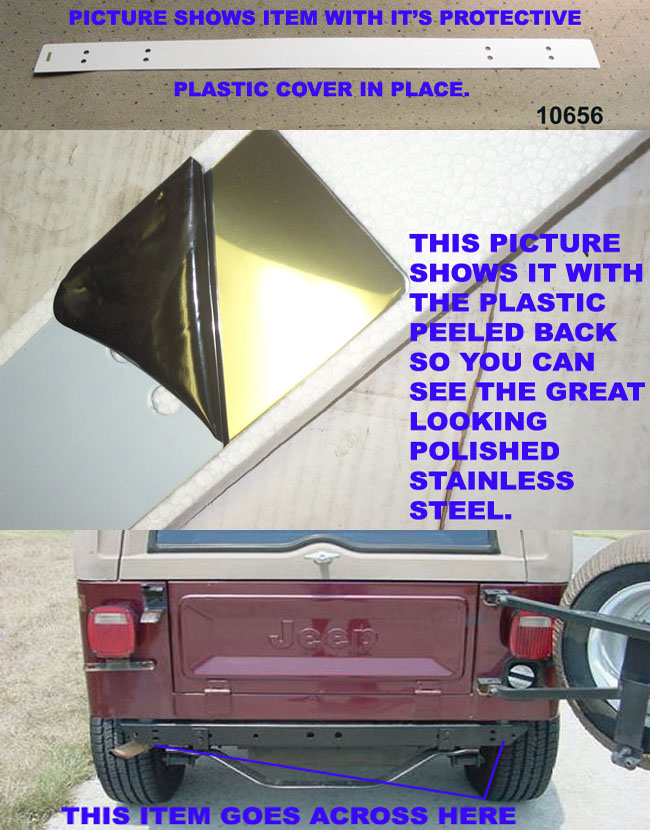 PICTURE SHOWS ITEM WITH IT'S PROTECTIVE
PLASTIC COVER IN PLACE.
10656
THIS PICTURE
SHOWS IT WITH
THE PLASTIC
PEELED BACK
SO YOU CAN
SEE THE GREAT
LOOKING
POLISHED
STAINLESS
STEEL.
Jeep
THIS ITEM GOES ACROSS HERE